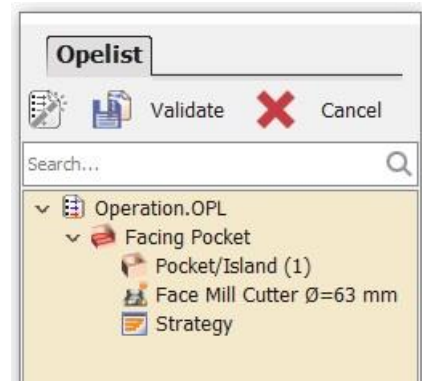 Opelist
Validate Cancel
Search...
Operation.OPL
Facing Pocket
Pocket/Island (1)
Face Mill Cutter Ø=63 mm
Strategy